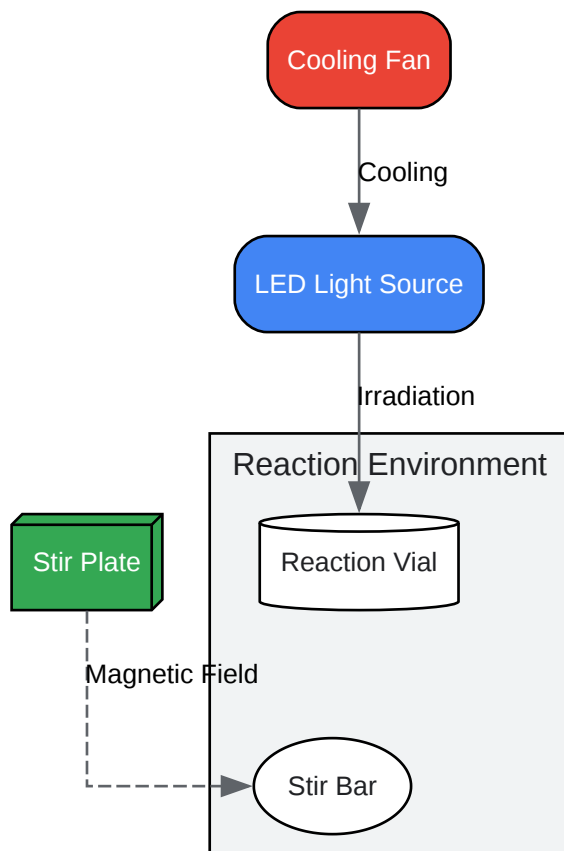 Cooling Fan
Cooling
LED Light Source
Irradiation
Reaction Environment
Stir Plate
Reaction Vial
Magnetic Field
Stir Bar